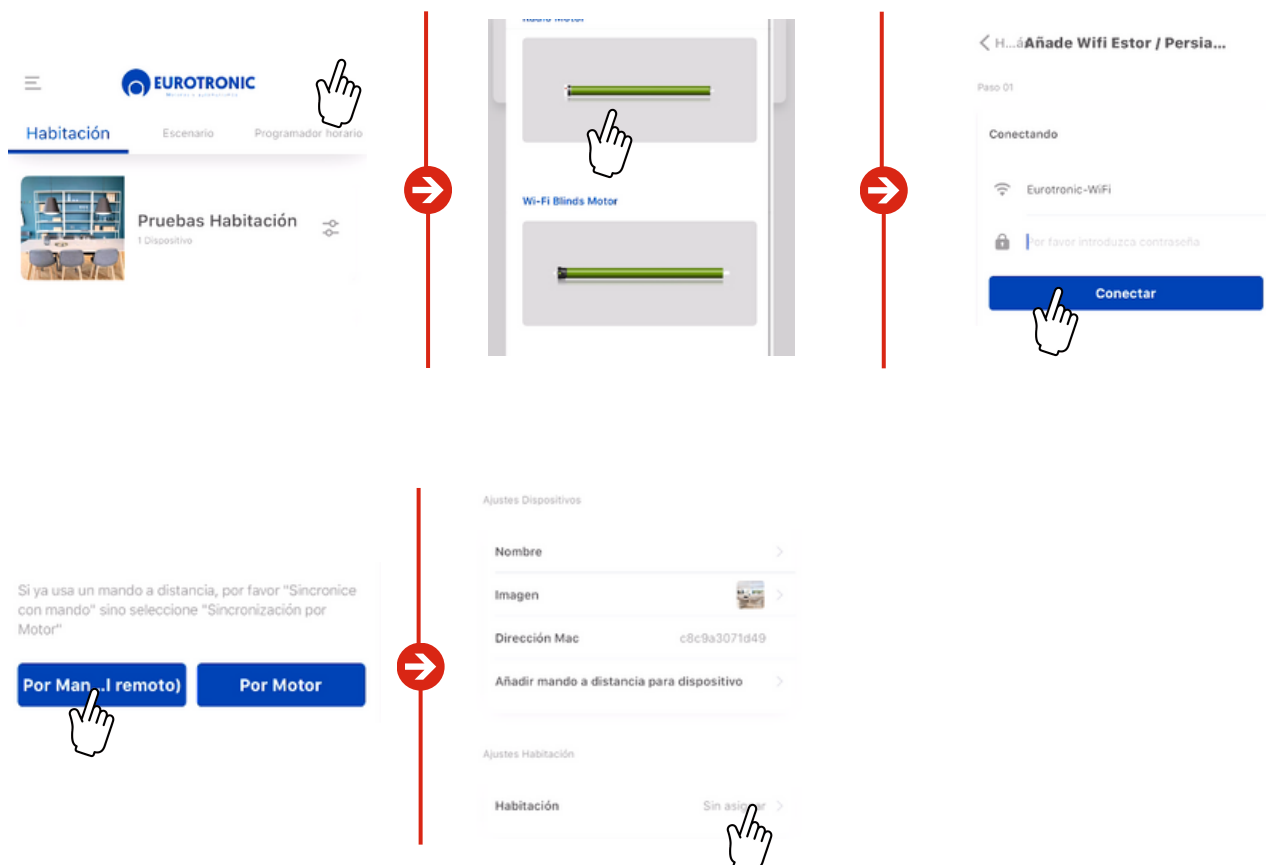 EUROTRONIC
Habitación
Escenario
Programador horario
Pruebas Habitación
1 Dispositivo
Radio Motor
Wi-Fi Blinds Motor
H...á
Añade Wifi Estor / Persia...
Paso 01
Conectando
Eurotronic-WiFi
Por favor introduzca contraseña
Conectar
Si ya usa un mando a distancia, por favor "Sincronice
con mando" sino seleccione "Sincronización por
Motor"
Por Man...l remoto)
Por Motor
Ajustes Dispositivos
Nombre
Imagen
Dirección Mac
c8c9a3071d49
Añadir mando a distancia para dispositivo
Ajustes Habitación
Habitación
Sin asignar